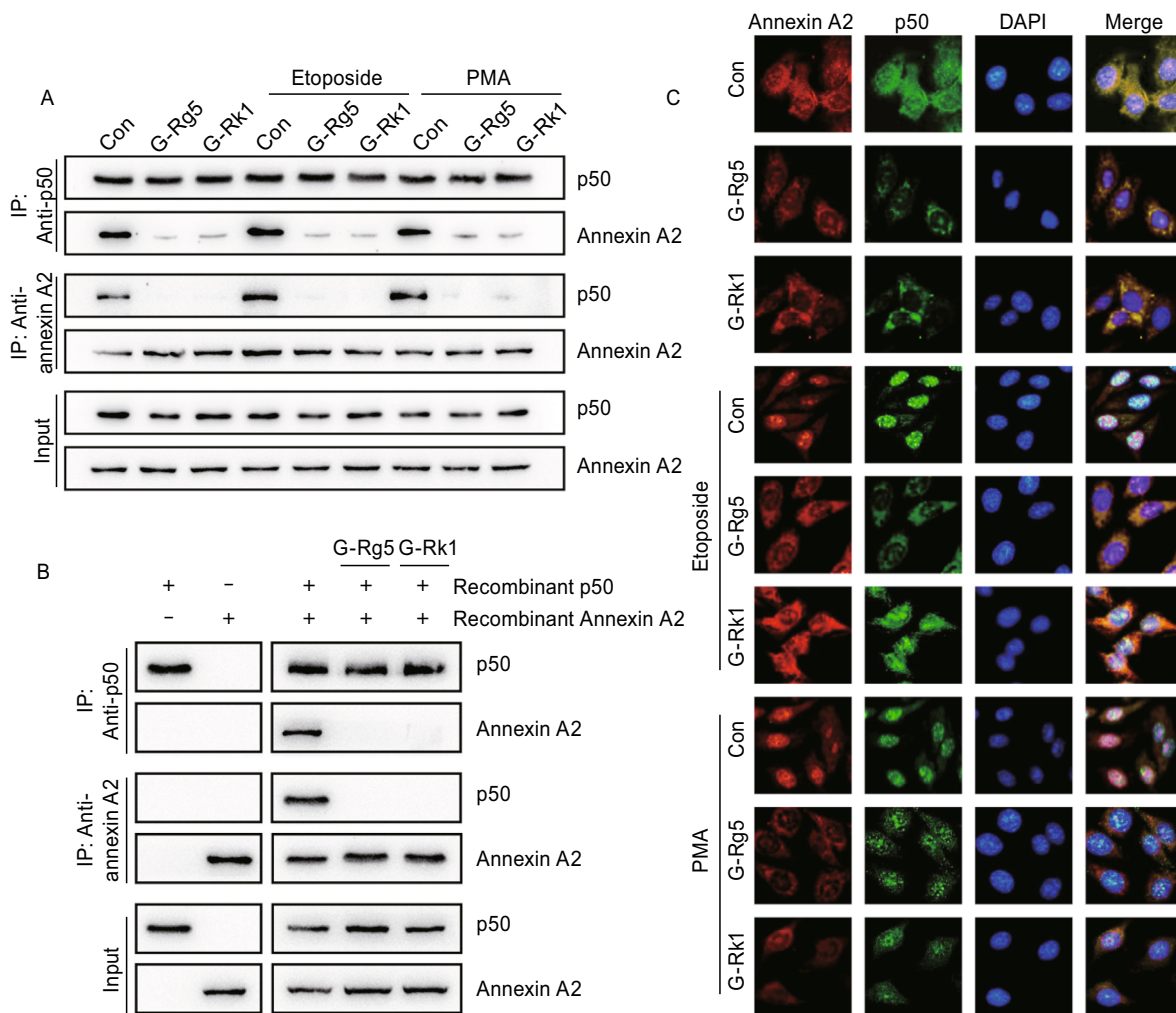 A
Etoposide
PMA
Con
G-Rg5
G-Rk1
Con
G-Rg5
G-Rk1
Con
G-Rg5
G-Rk1
IP:
Anti-p50
p50
Annexin A2
IP: Anti-
annexin A2
p50
Annexin A2
Input
p50
Annexin A2
B
G-Rg5
G-Rk1
+ – + + + Recombinant p50
– + + + + Recombinant Annexin A2
IP:
Anti-p50
p50
Annexin A2
IP: Anti-
annexin A2
p50
Annexin A2
Input
p50
Annexin A2
C
Annexin A2 p50 DAPI Merge
Con
G-Rg5
G-Rk1
Etoposide
Con
G-Rg5
G-Rk1
PMA
Con
G-Rg5
G-Rk1